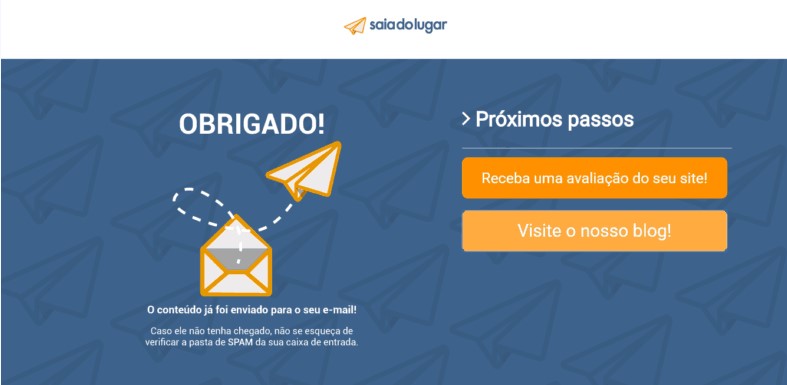 saiadolugar
OBRIGADO!
O conteúdo já foi enviado para o seu e-mail!
Caso ele não tenha chegado, não se esqueça de
verificar a pasta de SPAM da sua caixa de entrada.
> Próximos passos
Receba uma avaliação do seu site!
Visite o nosso blog!